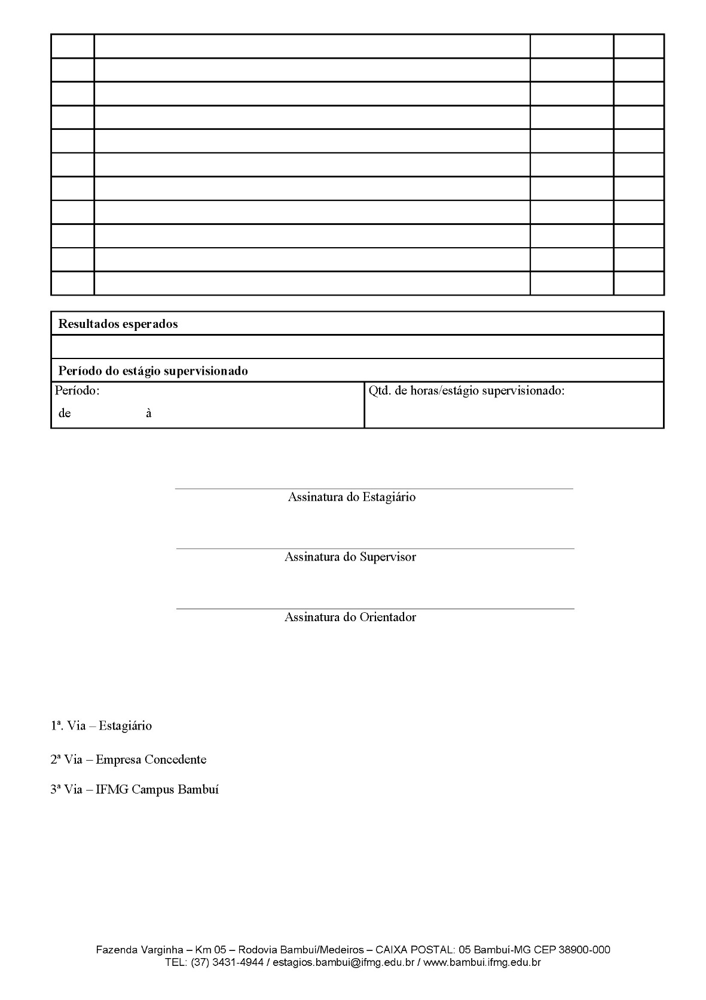 Resultados esperados
Período do estágio supervisionado
Período:
de à
Qtd. de horas/estágio supervisionado:
Assinatura do Estagiário
Assinatura do Supervisor
Assinatura do Orientador
1ª. Via – Estagiário
2ª Via – Empresa Concedente
3ª Via – IFMG Campus Bambuí
Fazenda Varginha – Km 05 – Rodovia Bambuí/Medeiros – CAIXA POSTAL: 05 Bambuí-MG CEP 38900-000
TEL: (37) 3431-4944 / estagios.bambui@ifmg.edu.br / www.bambui.ifmg.edu.br